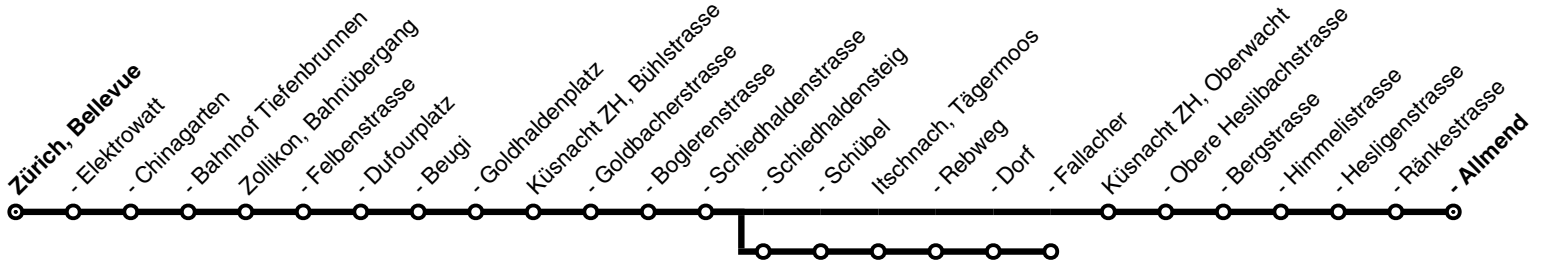 Zürich, Bellevue
- Elektrowatt
- Chinagarten
- Bahnhof Tiefenbrunnen
Zollikon, Bahnübergang
- Felbenstrasse
- Dufourplatz
- Beugi
- Goldhaldenplatz
Küsnacht ZH, Bühlstrasse
- Goldbacherstrasse
- Boglerenstrasse
- Schiedhaldenstrasse
- Schiedhaldensteig
- Schübel
Itschnach, Tägermoos
- Rebweg
- Dorf
- Fallacher
Küsnacht ZH, Oberwacht
- Obere Heslibachstrasse
- Bergstrasse
- Himmelistrasse
- Hesligenstrasse
- Ränkestrasse
- Allmend